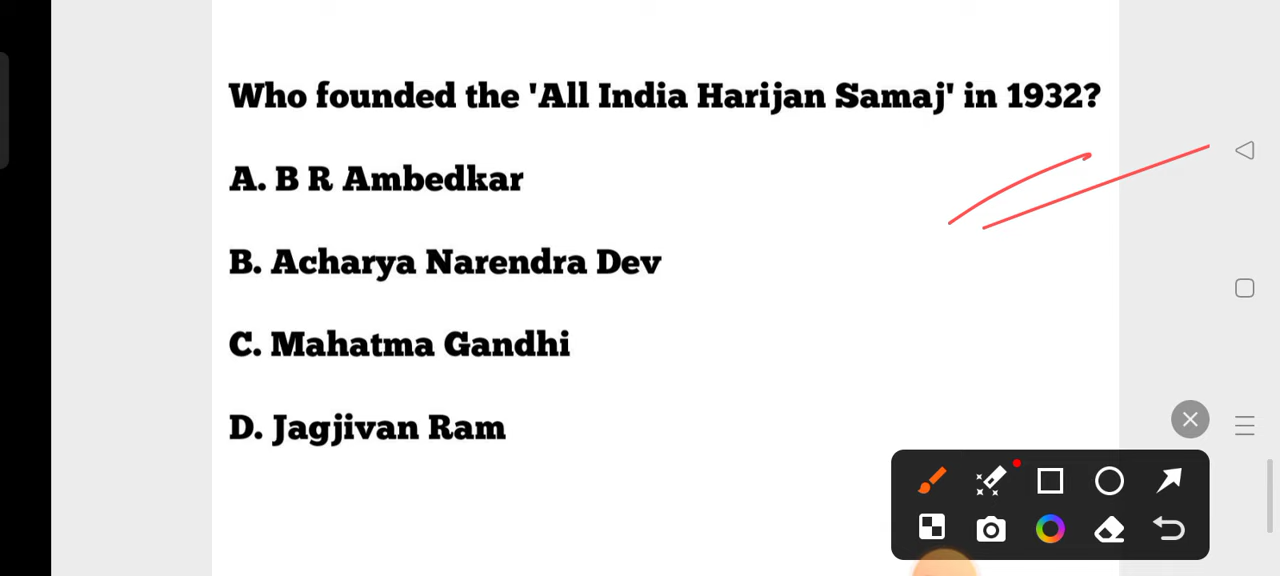 Who founded the 'All India Harijan Samaj' in 1932?
A. B R Ambedkar
B. Acharya Narendra Dev
C. Mahatma Gandhi
D. Jagjivan Ram